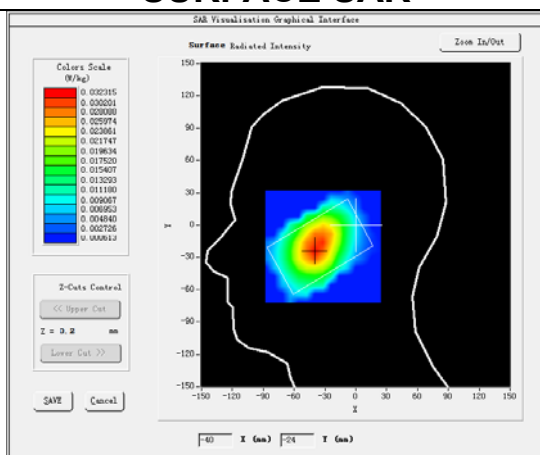 SURFACE SAR
SAR Visualisation Graphical Interface
Surface Radiated Intensity
Zoom In/Out
Colors Scale
(W/kg)
0.032315
0.030201
0.028088
0.025974
0.023861
0.021747
0.019634
0.017520
0.015407
0.013293
0.011180
0.009067
0.006953
0.004840
0.002726
0.000613
Z-Cuts Control
<< Upper Cut
Z = 3.2 mm
Lower Cut >>
SAVE Cancel
150
120
90
60
30
0
-30
-60
-90
-120
-150
Y
-150 -120 -90 -60 -30 0 30 60 90 120 150
X
-40 X (mm) -24 Y (mm)